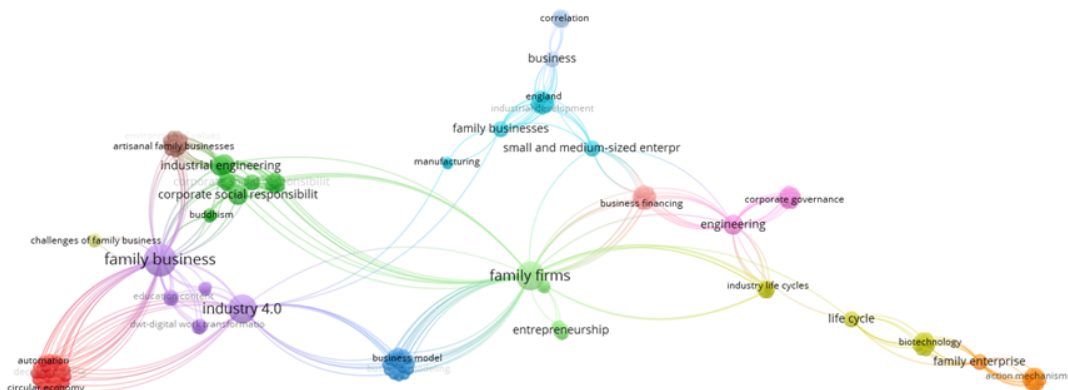 correlation
business
england
industrial development
family businesses
small and medium-sized enterpr
manufacturing
artisanal family businesses
industrial engineering
corporate social responsibilit
buddhism
business financing
corporate governance
engineering
challenges of family business
family business
family firms
education content
industry 4.0
dwt-digital work transformatio
industry life cycles
entrepreneurship
life cycle
biotechnology
automation
business model
family enterprise
action mechanism
circular economy